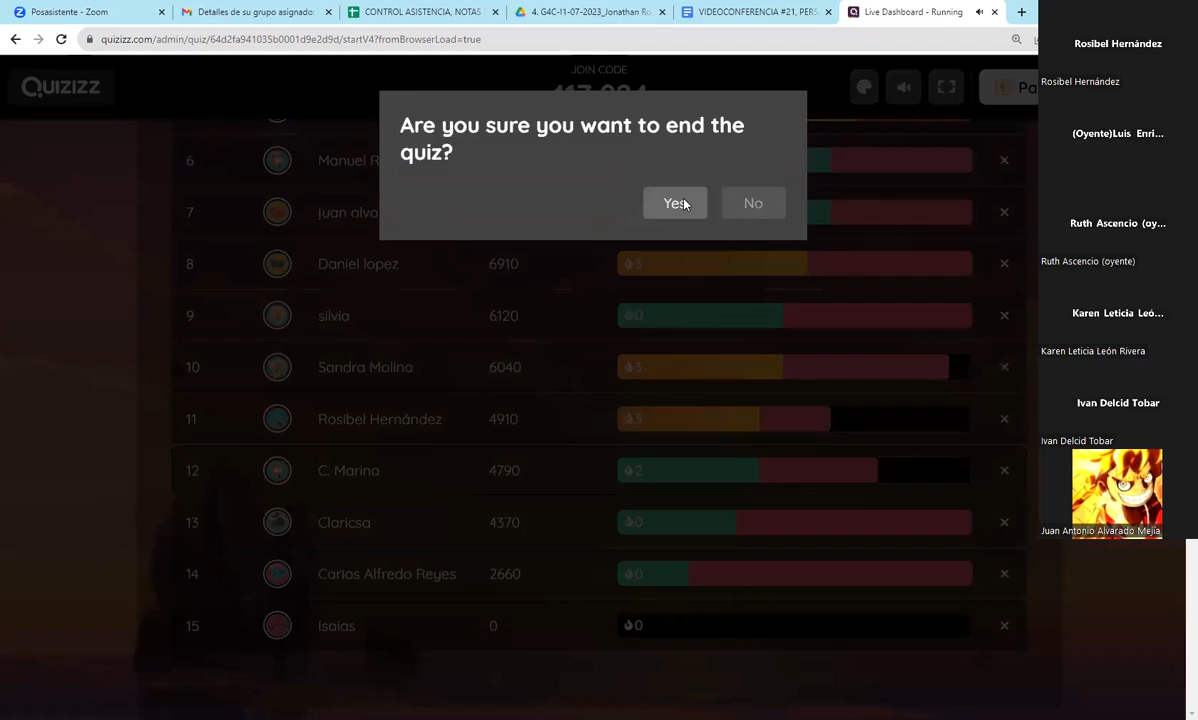 Posasistente - Zoom
Detalles de su grupo asignado:
CONTROL ASISTENCIA, NOTAS
4. G4C-I1-07-2023_Jonathan Ro
VIDEOCONFERENCIA #21, PERS
Live Dashboard - Running
quizizz.com/admin/quiz/64d2fa941035b0001d9e2d9d/startV4?fromBrowserLoad=true
Quizizz
JOIN CODE
Pa
Are you sure you want to end the
quiz?
Yes
No
6 Manuel R
7 juan alva
8 Daniel lopez 6910 3
9 silvia 6120 0
10 Sandra Molina 6040 3
11 Rosibel Hernández 4910 3
12 C. Marina 4790 2
13 Claricsa 4370 0
14 Carlos Alfredo Reyes 2660 0
15 Isaias 0 0
Rosibel Hernández
Rosibel Hernández
(Oyente)Luis Enri...
Ruth Ascencio (oy...
Ruth Ascencio (oyente)
Karen Leticia Leó...
Karen Leticia León Rivera
Ivan Delcid Tobar
Ivan Delcid Tobar
Juan Antonio Alvarado Mejía